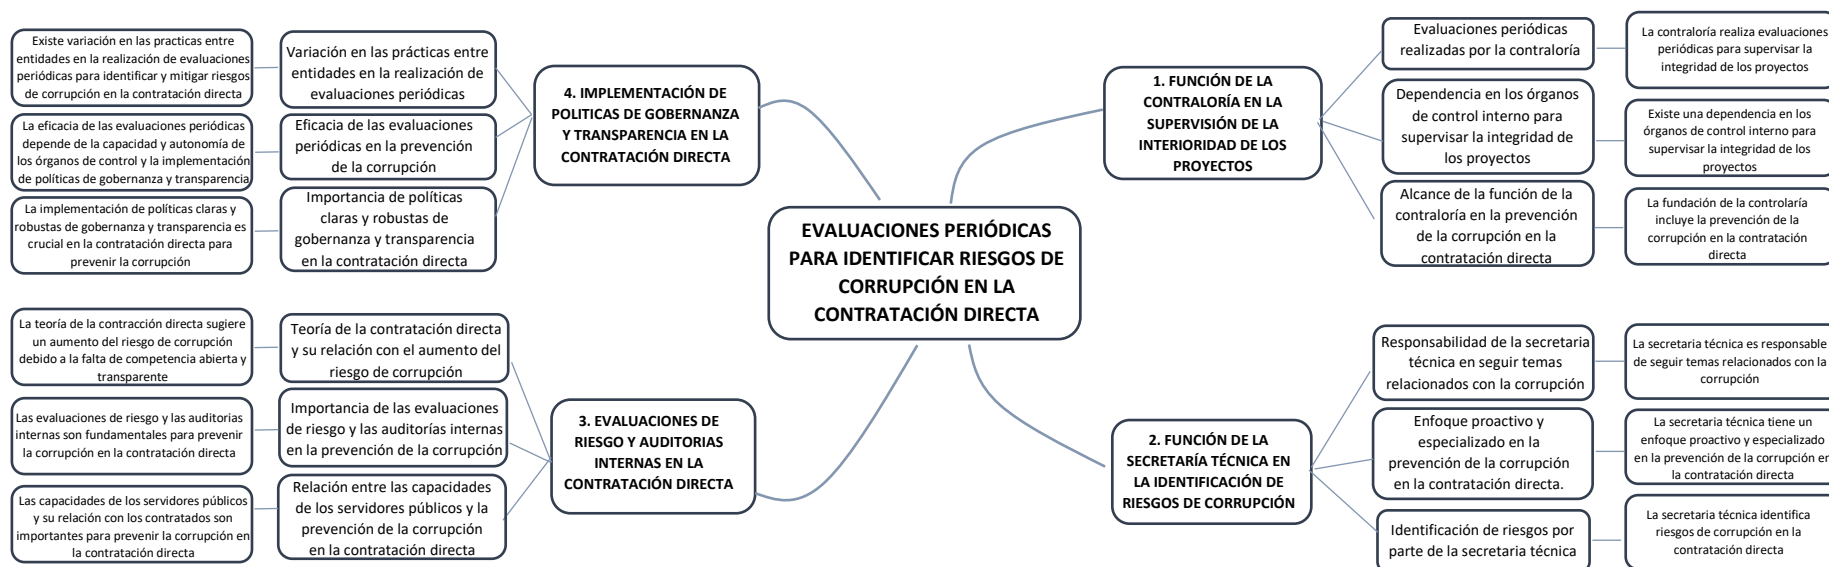 EVALUACIONES PERIÓDICAS
PARA IDENTIFICAR RIESGOS DE
CORRUPCIÓN EN LA
CONTRATACIÓN DIRECTA
1. FUNCIÓN DE LA
CONTRALORÍA EN LA
SUPERVISIÓN DE LA
INTERIORIDAD DE LOS
PROYECTOS
Evaluaciones periódicas
realizadas por la contraloría
La contraloría realiza evaluaciones
periódicas para supervisar la
integridad de los proyectos
Dependencia en los órganos
de control interno para
supervisar la integridad de
los proyectos
Existe una dependencia en los
órganos de control interno para
supervisar la integridad de los
proyectos
Alcance de la función de la
contraloría en la prevención
de la corrupción en la
contratación directa
La fundación de la controlaría
incluye la prevención de la
corrupción en la contratación
directa
2. FUNCIÓN DE LA
SECRETARÍA TÉCNICA EN
LA IDENTIFICACIÓN DE
RIESGOS DE CORRUPCIÓN
Responsabilidad de la secretaria
técnica en seguir temas
relacionados con la corrupción
La secretaria técnica es responsable
de seguir temas relacionados con la
corrupción
Enfoque proactivo y
especializado en la
prevención de la corrupción
en la contratación directa.
La secretaria técnica tiene un
enfoque proactivo y especializado
en la prevención de la corrupción en
la contratación directa
Identificación de riesgos por
parte de la secretaria técnica
La secretaria técnica identifica
riesgos de corrupción en la
contratación directa
3. EVALUACIONES DE
RIESGO Y AUDITORIAS
INTERNAS EN LA
CONTRATACIÓN DIRECTA
Teoría de la contratación directa
y su relación con el aumento del
riesgo de corrupción
La teoría de la contracción directa sugiere
un aumento del riesgo de corrupción
debido a la falta de competencia abierta y
transparente
Importancia de las evaluaciones
de riesgo y las auditorías internas
en la prevención de la corrupción
Las evaluaciones de riesgo y las auditorias
internas son fundamentales para prevenir
la corrupción en la contratación directa
Relación entre las capacidades
de los servidores públicos y la
prevención de la corrupción
en la contratación directa
Las capacidades de los servidores públicos
y su relación con los contratados son
importantes para prevenir la corrupción en
la contratación directa
4. IMPLEMENTACIÓN DE
POLITICAS DE GOBERNANZA
Y TRANSPARENCIA EN LA
CONTRATACIÓN DIRECTA
Variación en las prácticas entre
entidades en la realización de
evaluaciones periódicas
Existe variación en las practicas entre
entidades en la realización de evaluaciones
periódicas para identificar y mitigar riesgos
de corrupción en la contratación directa
Eficacia de las evaluaciones
periódicas en la prevención
de la corrupción
La eficacia de las evaluaciones periódicas
depende de la capacidad y autonomía de
los órganos de control y la implementación
de políticas de gobernanza y transparencia
Importancia de políticas
claras y robustas de
gobernanza y transparencia
en la contratación directa
La implementación de políticas claras y
robustas de gobernanza y transparencia es
crucial en la contratación directa para
prevenir la corrupción